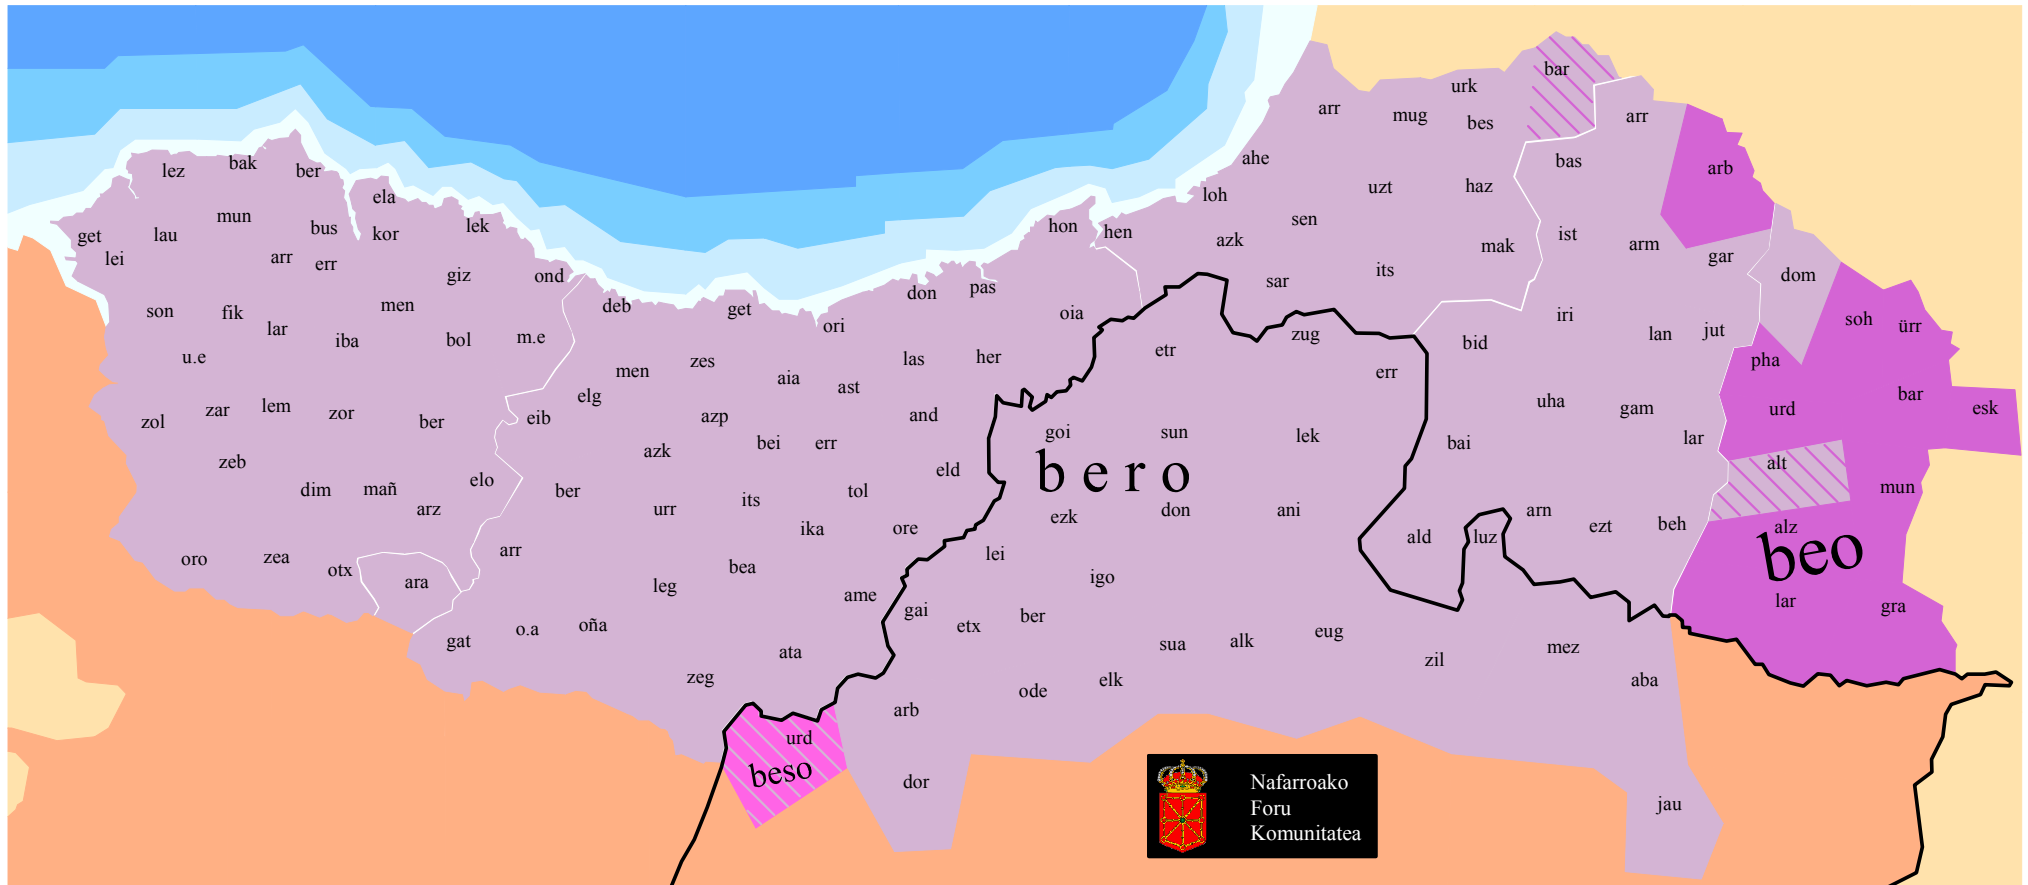 bar
urk
arr
mug
bes
arr
ahe
bas
arb
lez
bak
ber
uzt
haz
loh
ela
mun
sen
get
lau
bus
kor
lek
hon
hen
azk
mak
ist
arm
gar
lei
arr
err
giz
ond
sar
its
dom
son
fik
men
deb
get
don
pas
oia
iri
soh
ürr
lar
iba
bol
m.e
ori
etr
zug
bid
lan
jut
u.e
men
zes
las
her
err
pha
elg
aia
ast
uha
gam
bar
esk
zol
zar
lem
zor
ber
eib
azp
and
goi
sun
lek
bai
lar
urd
zeb
azk
bei
err
eld
bero
alt
dim
mañ
elo
ber
its
tol
mun
arz
urr
ika
ore
ezk
don
ani
arn
ezt
beh
alz
oro
zea
otx
ara
arr
bea
lei
ald
luz
beo
leg
ame
gai
igo
lar
gra
gat
o.a
oña
etx
ber
sua
alk
eug
ata
zil
mez
zeg
ode
elk
aba
arb
urd
beso
dor
jau
Nafarroako
Foru
Komunitatea